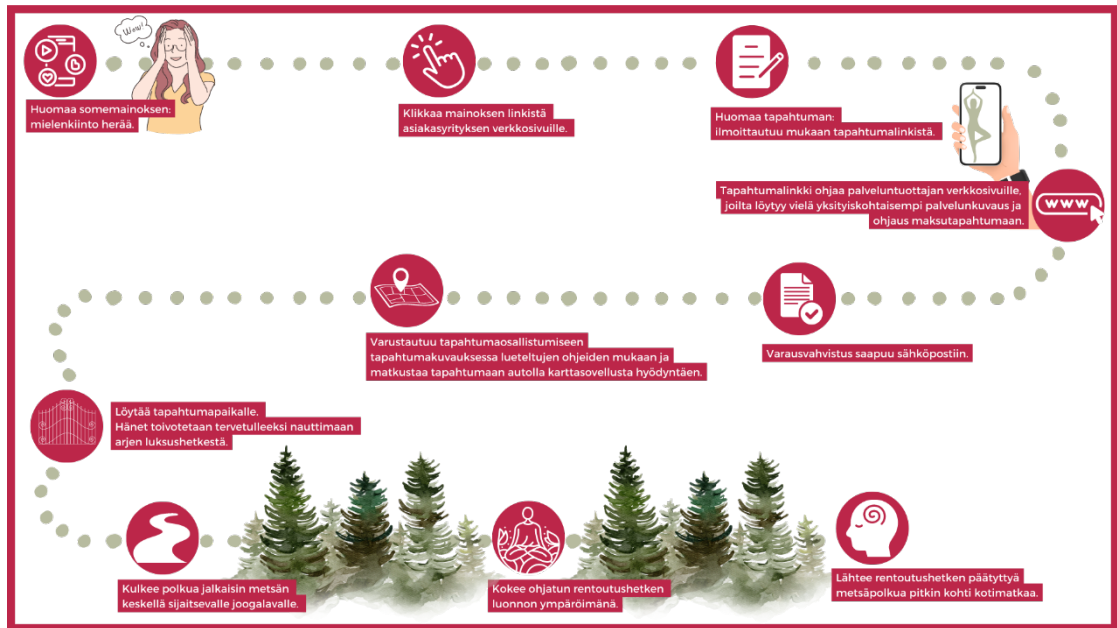 Wow!
Huomaa somemainoksen:
mielenkiinto herää.
Klikkaa mainoksen linkistä
asiakasyrityksen verkkosivuille.
Huomaa tapahtuman:
ilmoittautuu mukaan tapahtumalinkistä.
Tapahtumalinkki ohjaa palveluntuottajan verkkosivuille,
joilta löytyy vielä yksityiskohtaisempi palvelunkuvaus ja
ohjaus maksutapahtumaan.
www
Varausvahvistus saapuu sähköpostiin.
Varustautuu tapahtumaosallistumiseen
tapahtumakuvauksessa lueteltujen ohjeiden mukaan ja
matkustaa tapahtumaan autolla karttasovellusta hyödyntäen.
Löytää tapahtumapaikalle.
Hänet toivotetaan tervetulleeksi nauttimaan
arjen luksushetkestä.
Kulkee polkua jalkaisin metsän
keskellä sijaitsevalle joogalavalle.
Kokee ohjatun rentoutushetken
luonnon ympäröimänä.
Lähtee rentoutushetken päätyttyä
metsäpolkua pitkin kohti kotimatkaa.